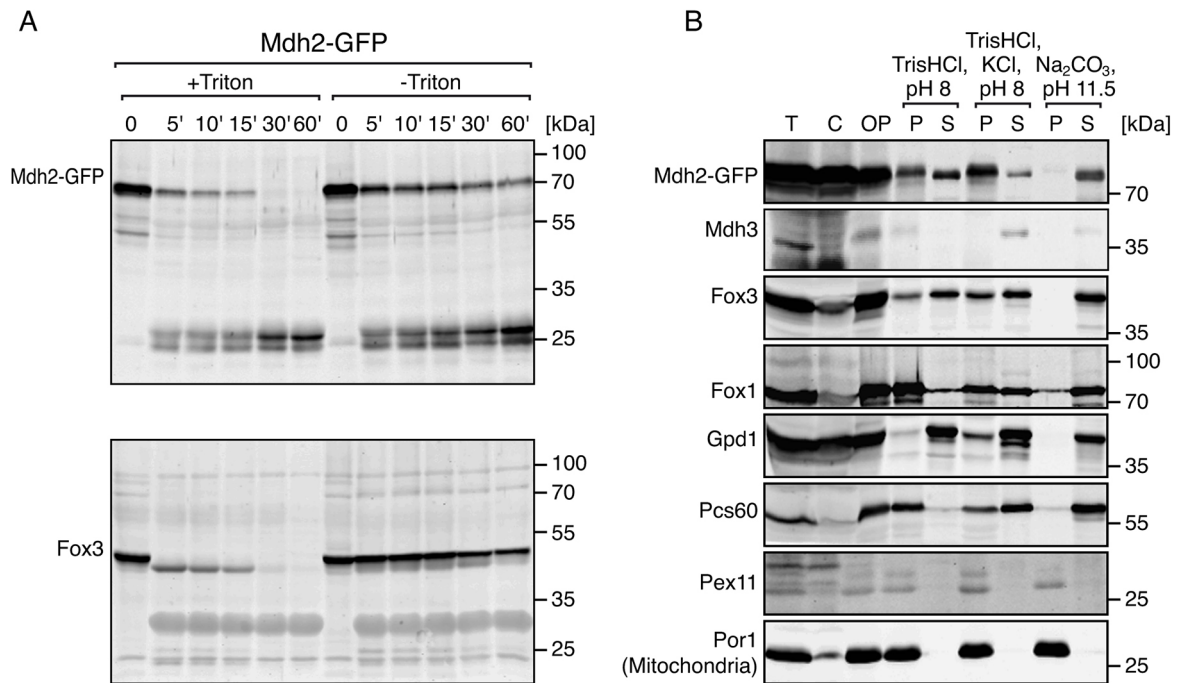 A
Mdh2-GFP
+Triton -Triton
0 5' 10' 15' 30' 60' 0 5' 10' 15' 30' 60' [kDa]
Mdh2-GFP
100
70
55
35
25
Fox3
100
70
55
35
25
B
TrisHCl, pH 8
TrisHCl, KCl, pH 8
Na₂CO₃, pH 11.5
T C OP P S P S P S [kDa]
Mdh2-GFP 70
Mdh3 35
Fox3 35
Fox1 100
70
Gpd1 35
Pcs60 55
Pex11 25
Por1
(Mitochondria) 25